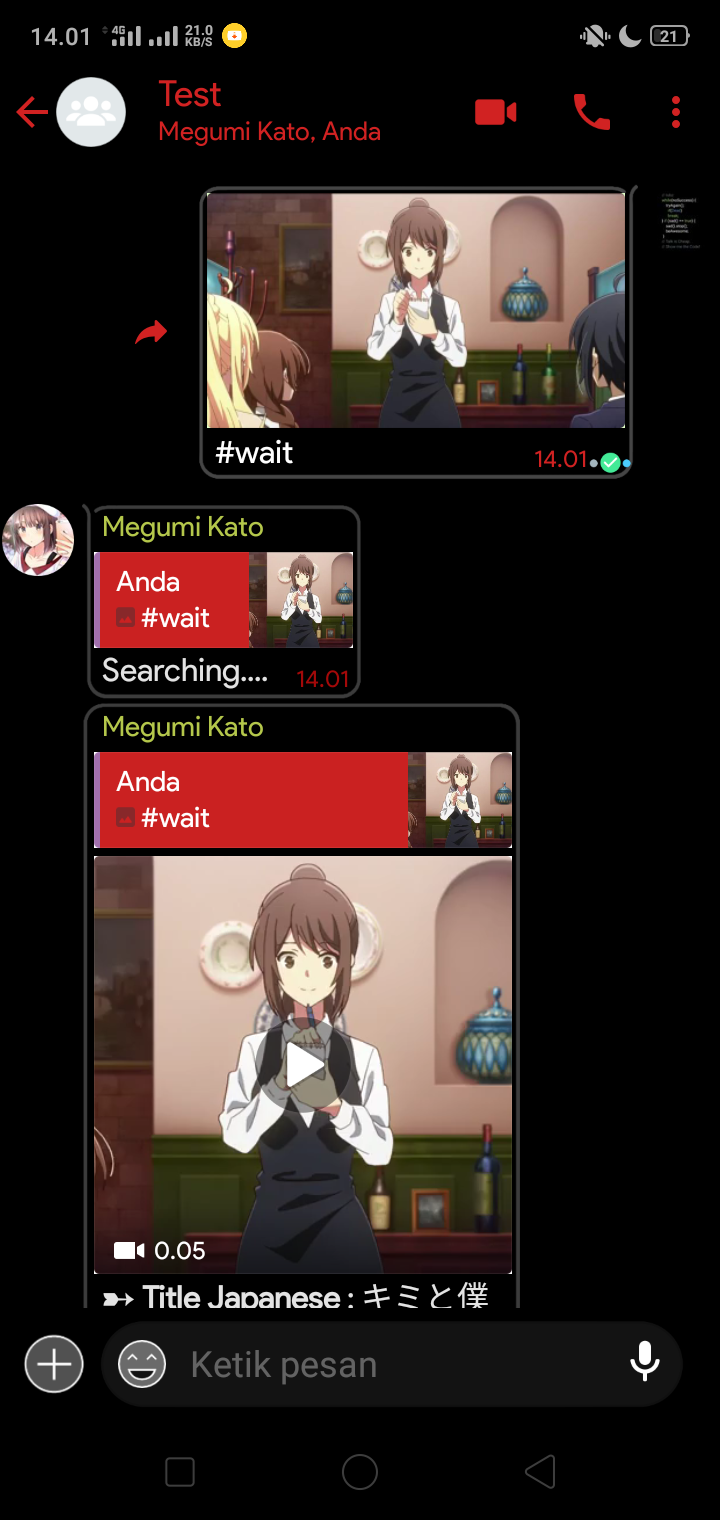 14.01 4G 21.0 KB/S 21
Test
Megumi Kato, Anda
#wait
14.01
Megumi Kato
Anda
#wait
Searching.... 14.01
Megumi Kato
Anda
#wait
0.05
➸ Title Japanese : キミと僕
Ketik pesan